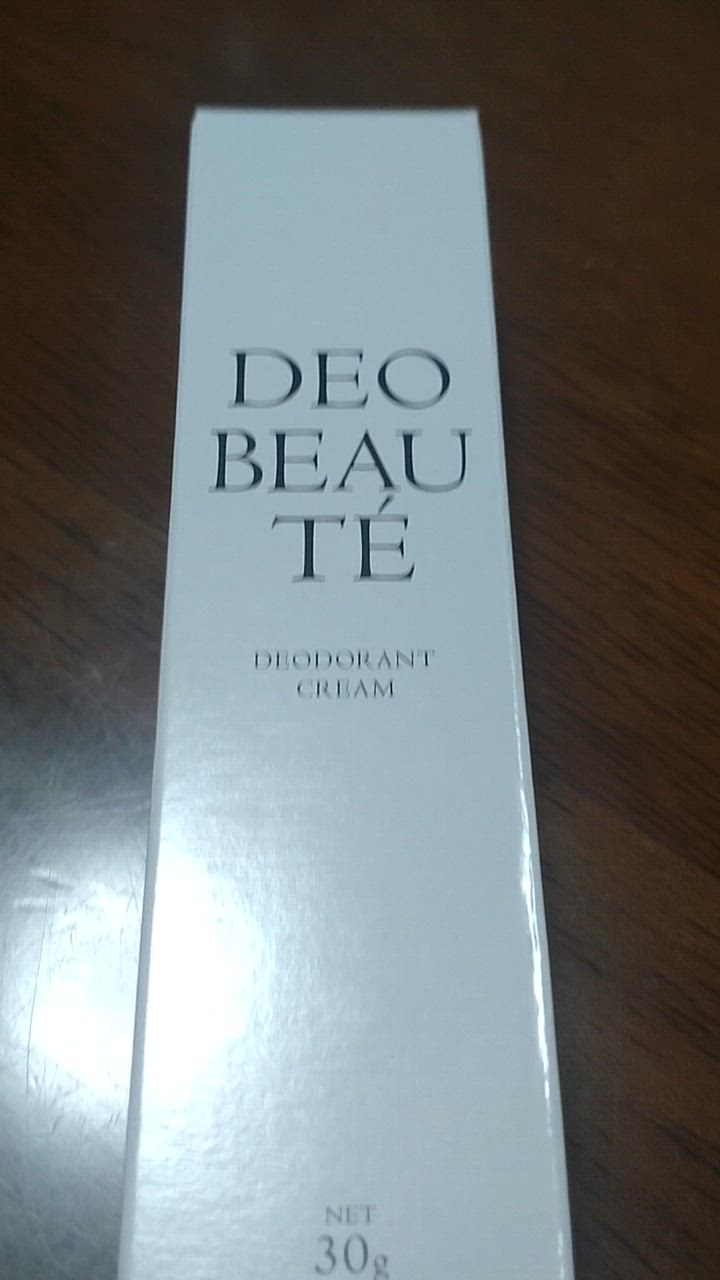 DEO
BEAU
TÉ
DEODORANT
CREAM
NET
30g